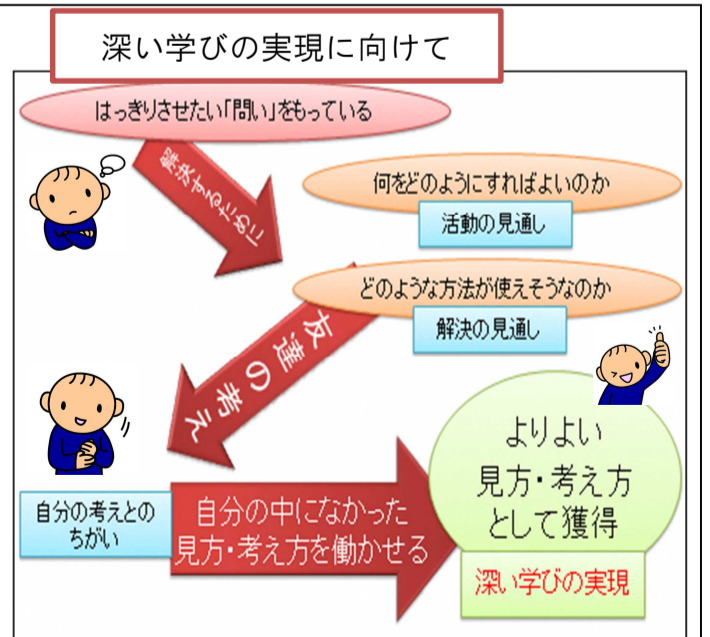 深い学びの実現に向けて
はっきりさせたい「問い」をもっている
解決するために
何をどのようにすればよいのか
活動の見通し
どのような方法が使えそうなのか
解決の見通し
友達の考え
自分の考えとの
ちがい
自分の中になかった
見方・考え方を働かせる
よりよい
見方・考え方
として獲得
深い学びの実現